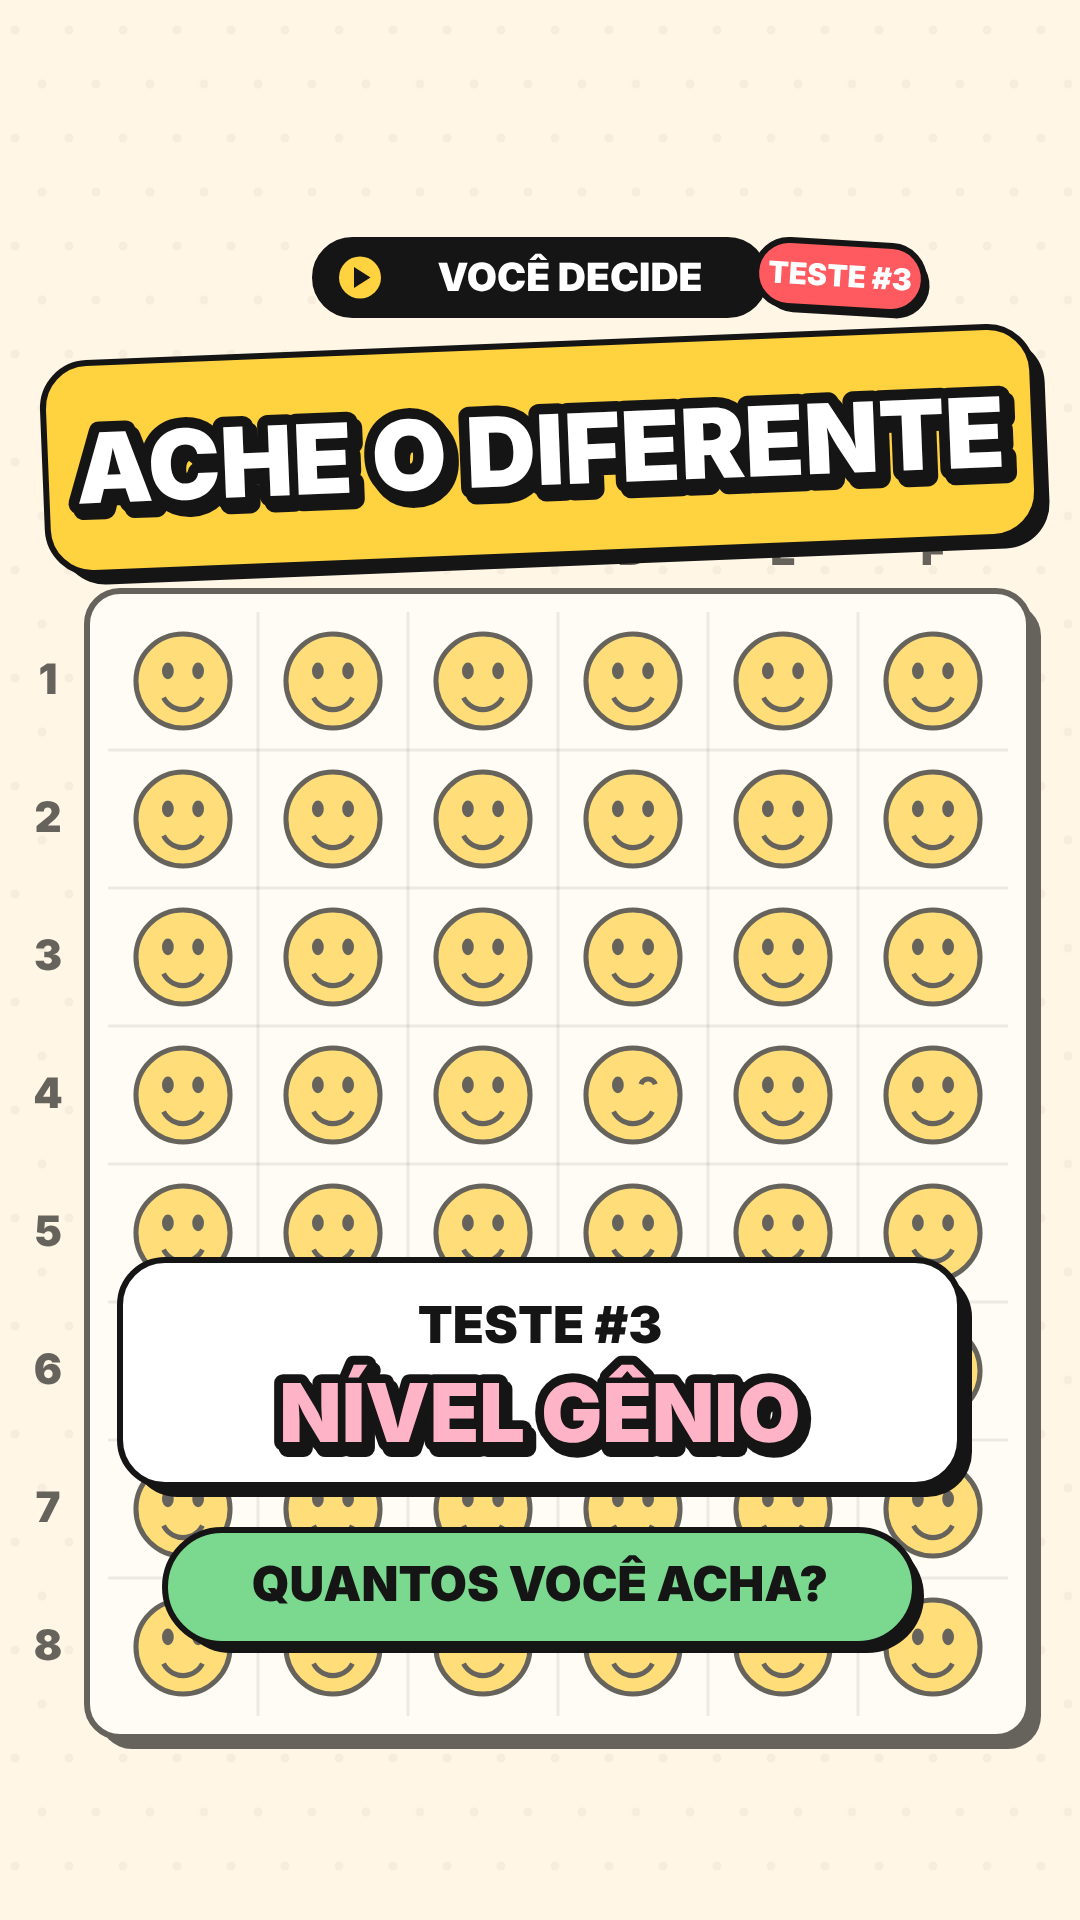 VOCÊ DECIDE
TESTE #3
ACHE O DIFERENTE
1
2
3
4
5
6
7
8
TESTE #3
NÍVEL GÊNIO
QUANTOS VOCÊ ACHA?